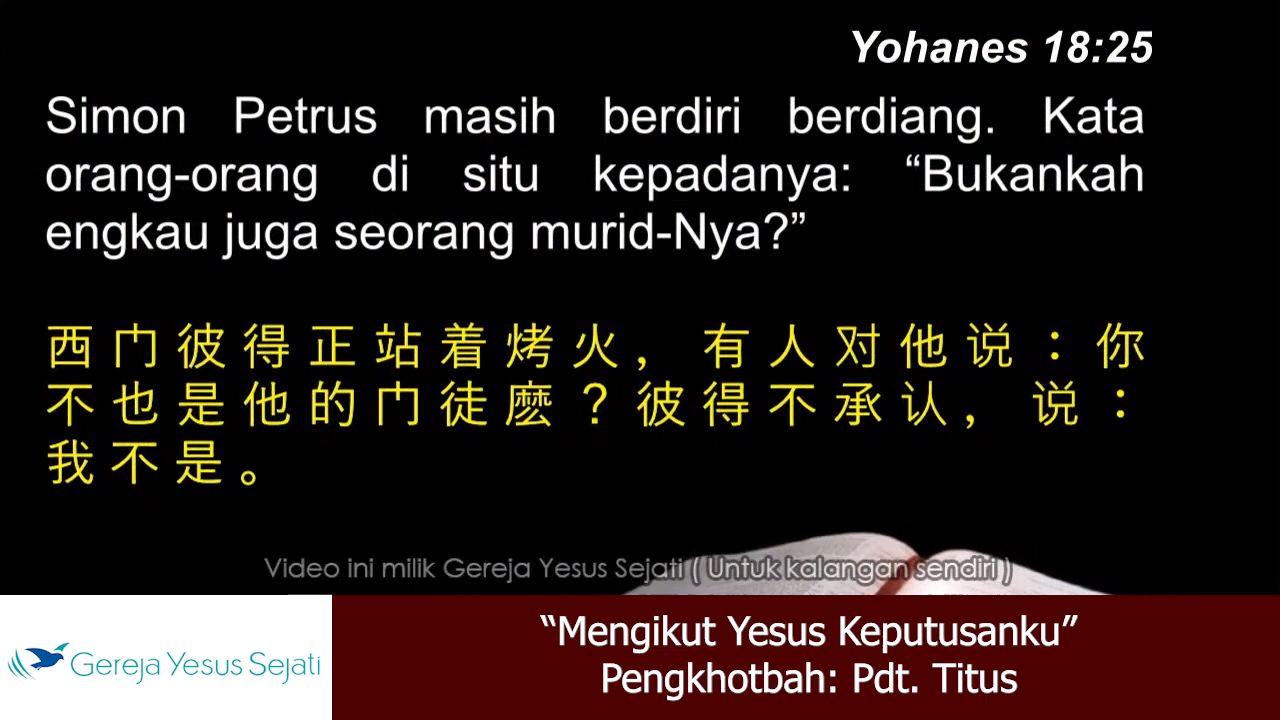 Yohanes 18:25
Simon Petrus masih berdiri berdiang. Kata
orang-orang di situ kepadanya: “Bukankah
engkau juga seorang murid-Nya?”
西门彼得正站着烤火，有人对他说：你
不也是他的门徒麽？彼得不承认，说：
我不是。
Video ini milik Gereja Yesus Sejati ( Untuk kalangan sendiri )
“Mengikut Yesus Keputusanku”
Pengkhotbah: Pdt. Titus
Gereja Yesus Sejati